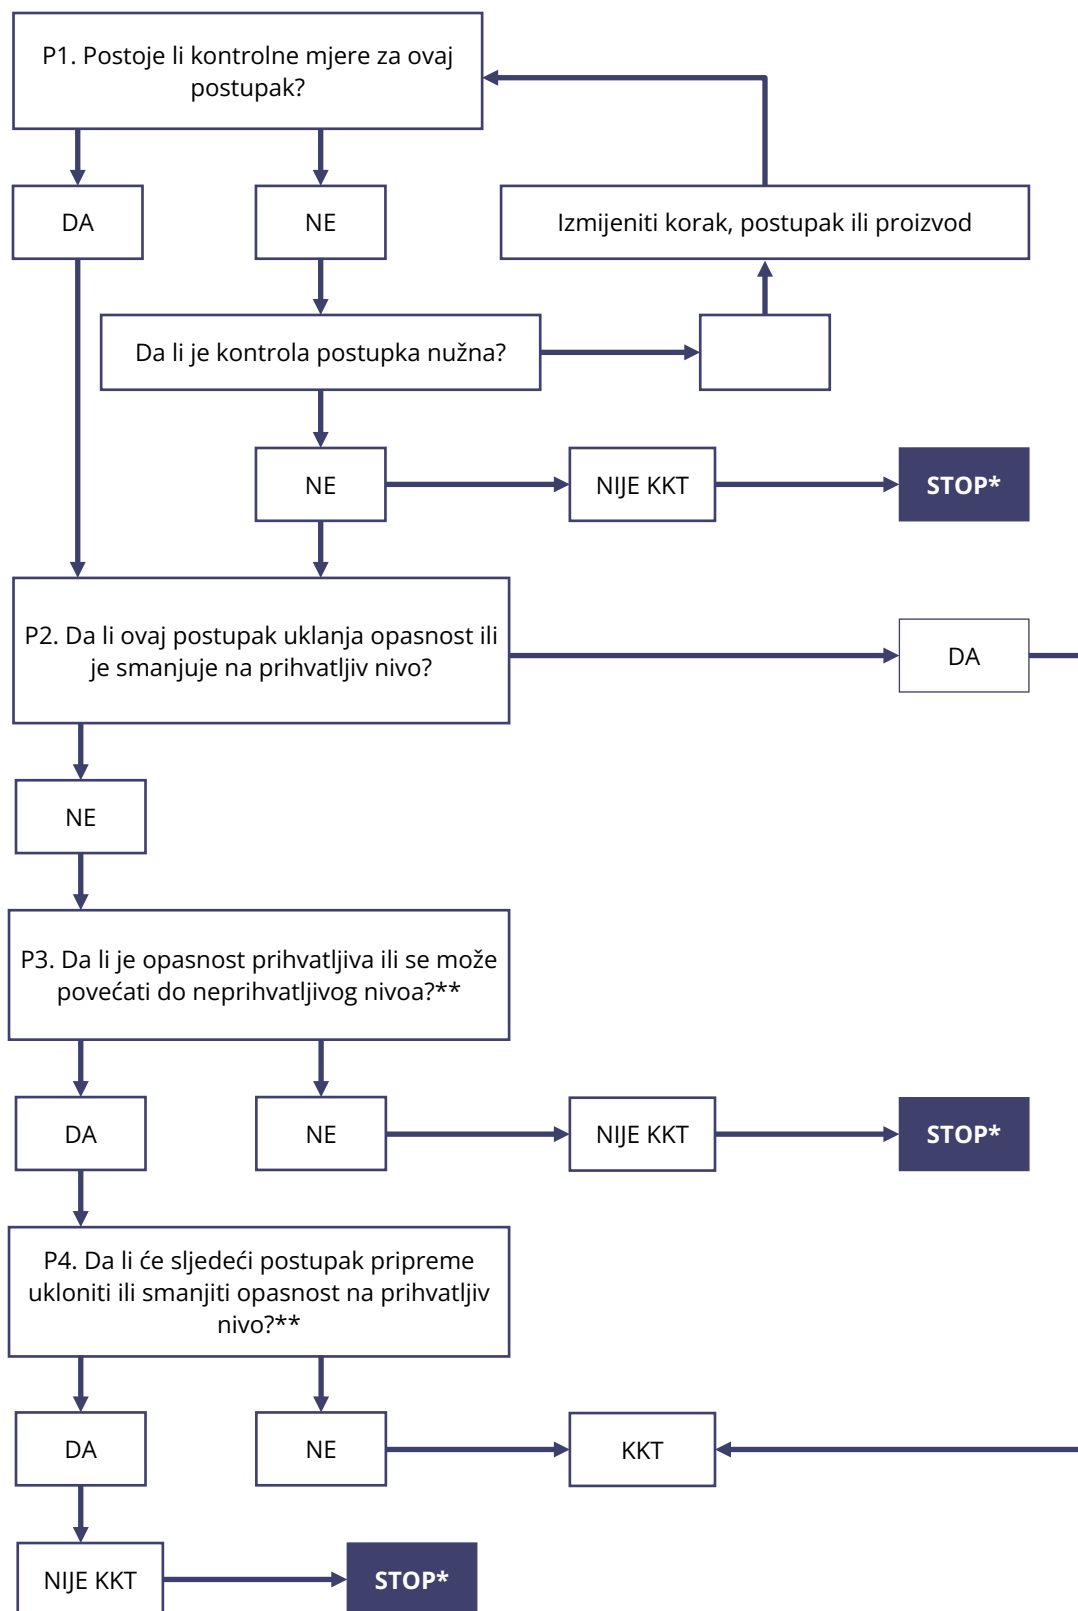 P1. Postoje li kontrolne mjere za ovaj
postupak?
DA
NE
Izmijeniti korak, postupak ili proizvod
Da li je kontrola postupka nužna?
NE
NIJE KKT
STOP*
P2. Da li ovaj postupak uklanja opasnost ili
je smanjuje na prihvatljiv nivo?
DA
NE
P3. Da li je opasnost prihvatljiva ili se može
povećati do neprihvatljivog nivoa?**
DA
NE
NIJE KKT
STOP*
P4. Da li će sljedeći postupak pripreme
ukloniti ili smanjiti opasnost na prihvatljiv
nivo?**
DA
NE
KKT
NIJE KKT
STOP*